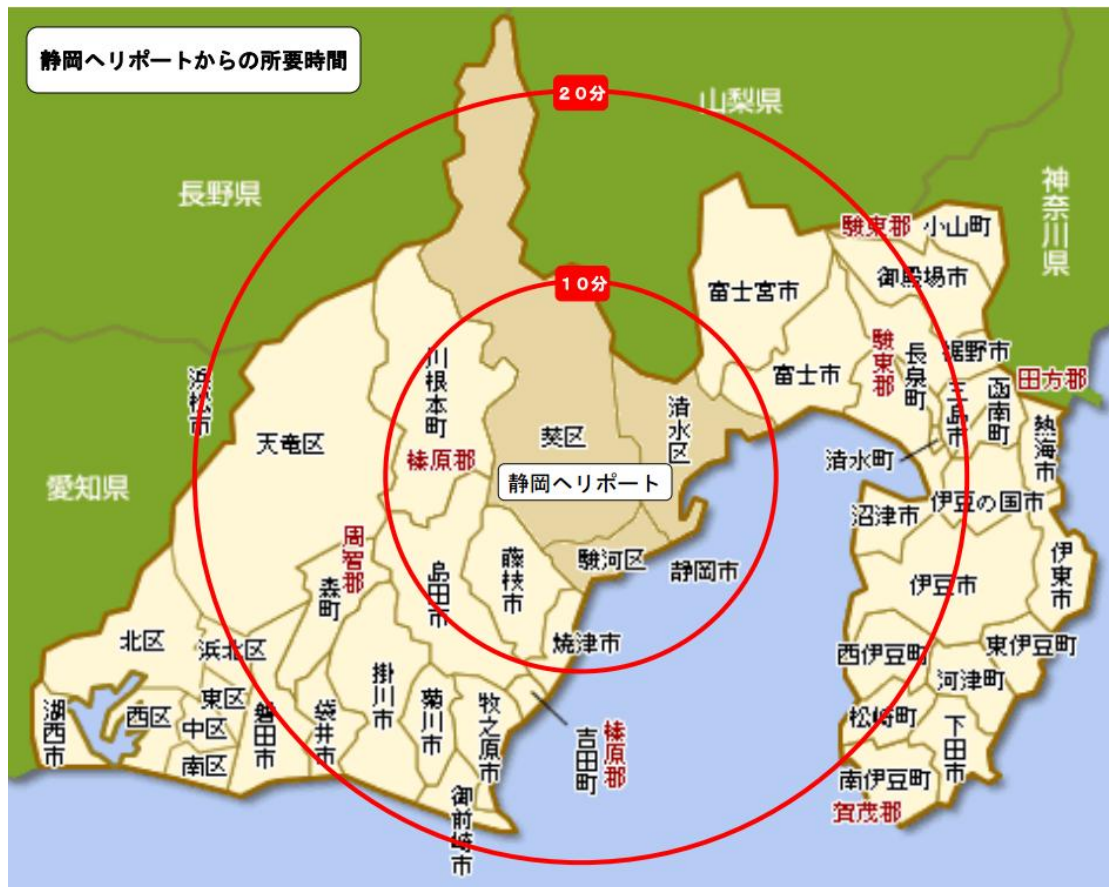 静岡ヘリポートからの所要時間
20分
山梨県
長野県
神奈川県
駿東郡
小山町
御殿場市
10分
富士宮市
川根本町
富士市
駿東郡
長泉町
裾野市
田方郡
浜松市
天竜区
葵区
清水区
三島市
函南町
熱海市
榛原郡
清水町
愛知県
静岡ヘリポート
沼津市
伊豆の国市
周智郡
森町
島田市
藤枝市
駿河区
静岡市
伊豆市
伊東市
北区
浜北区
焼津市
西伊豆町
東伊豆町
河津町
湖西市
西区
東区
中区
南区
磐田市
袋井市
掛川市
菊川市
牧之原市
吉田町
榛原郡
松崎町
下田市
南伊豆町
賀茂郡
御前崎市